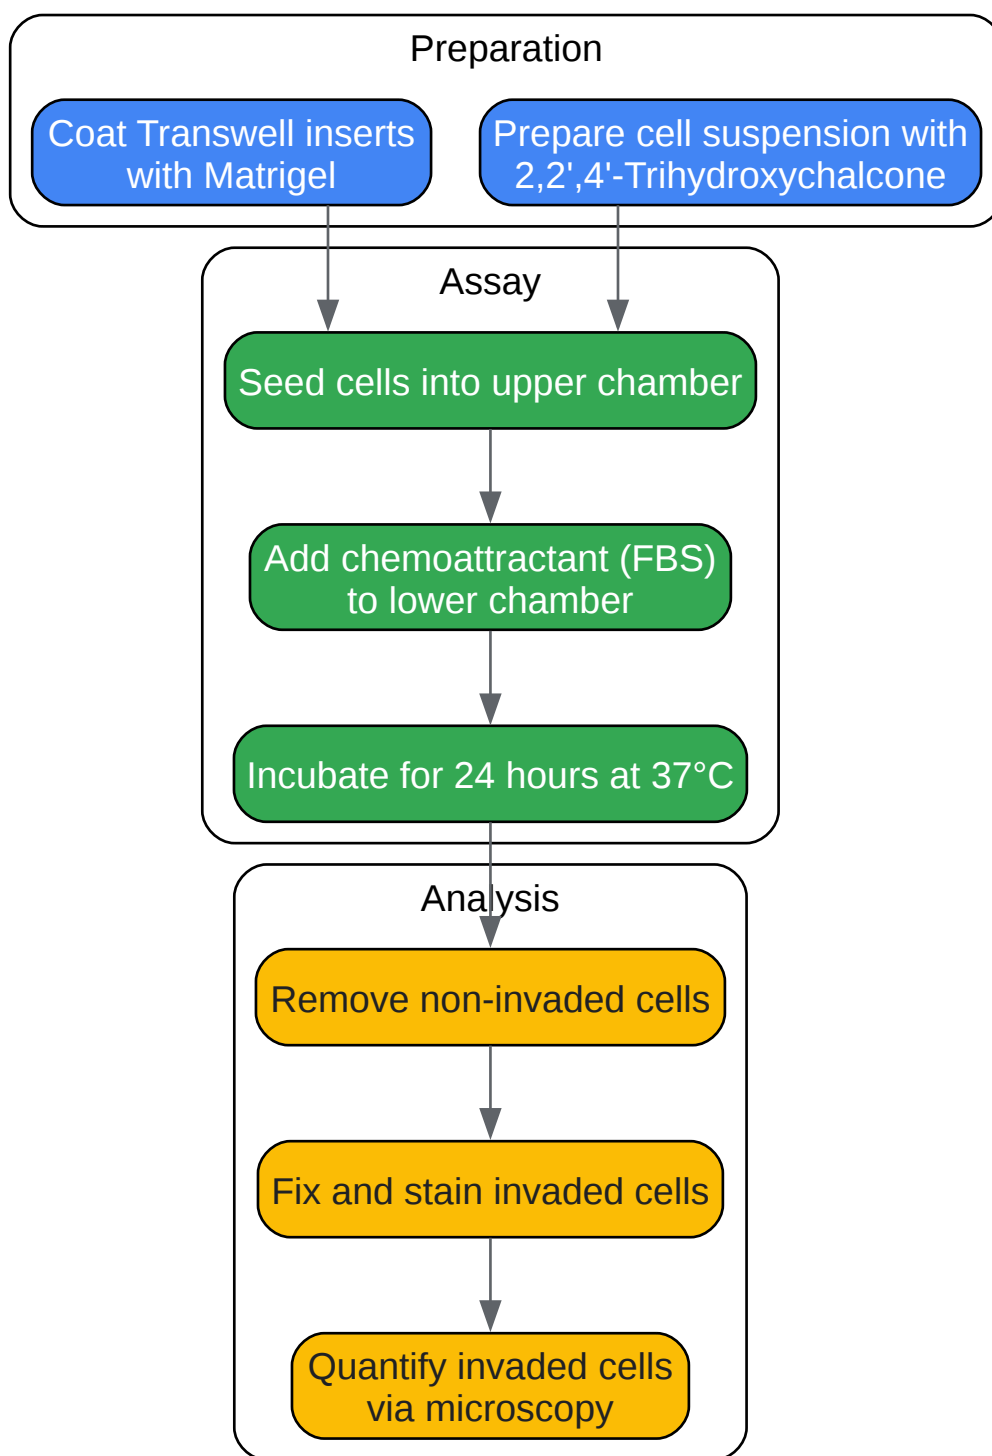 Preparation
Coat Transwell inserts
with Matrigel
Prepare cell suspension with
2,2',4'-Trihydroxychalcone
Assay
Seed cells into upper chamber
Add chemoattractant (FBS)
to lower chamber
Incubate for 24 hours at 37°C
Analysis
Remove non-invaded cells
Fix and stain invaded cells
Quantify invaded cells
via microscopy